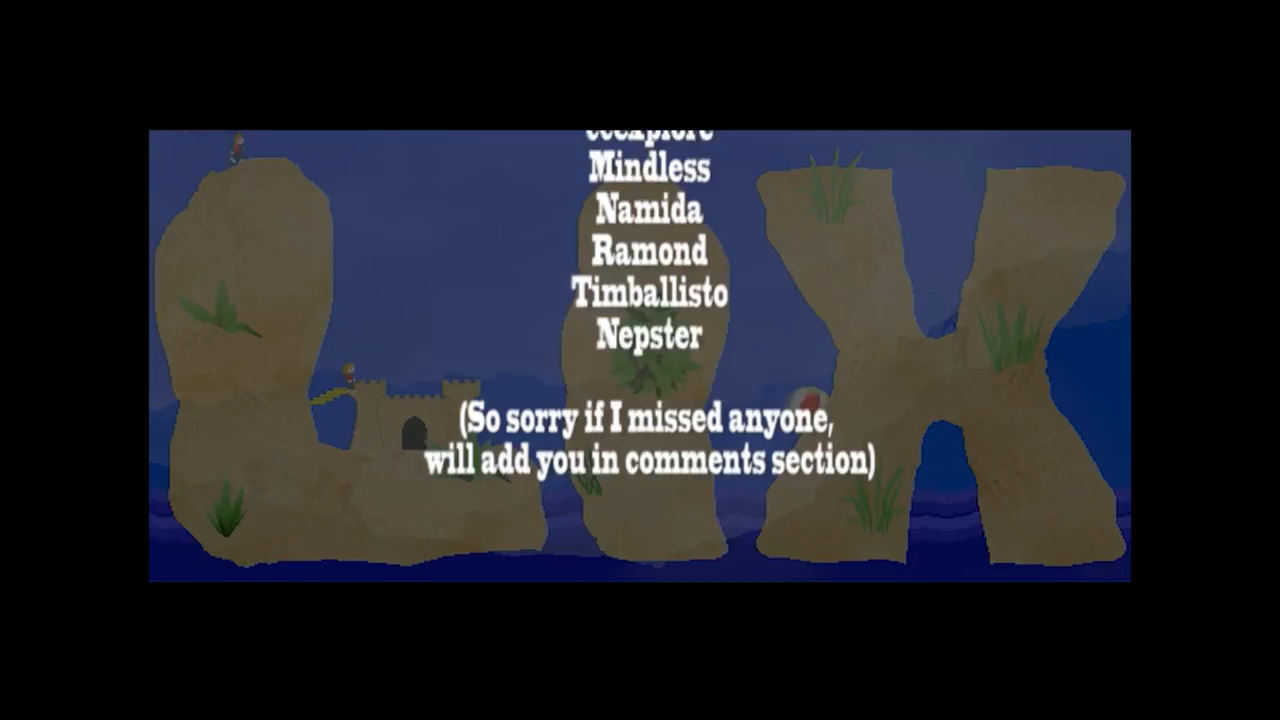 Mindless
Namida
Ramond
Timballisto
Nepster
(So sorry if I missed anyone,
will add you in comments section)